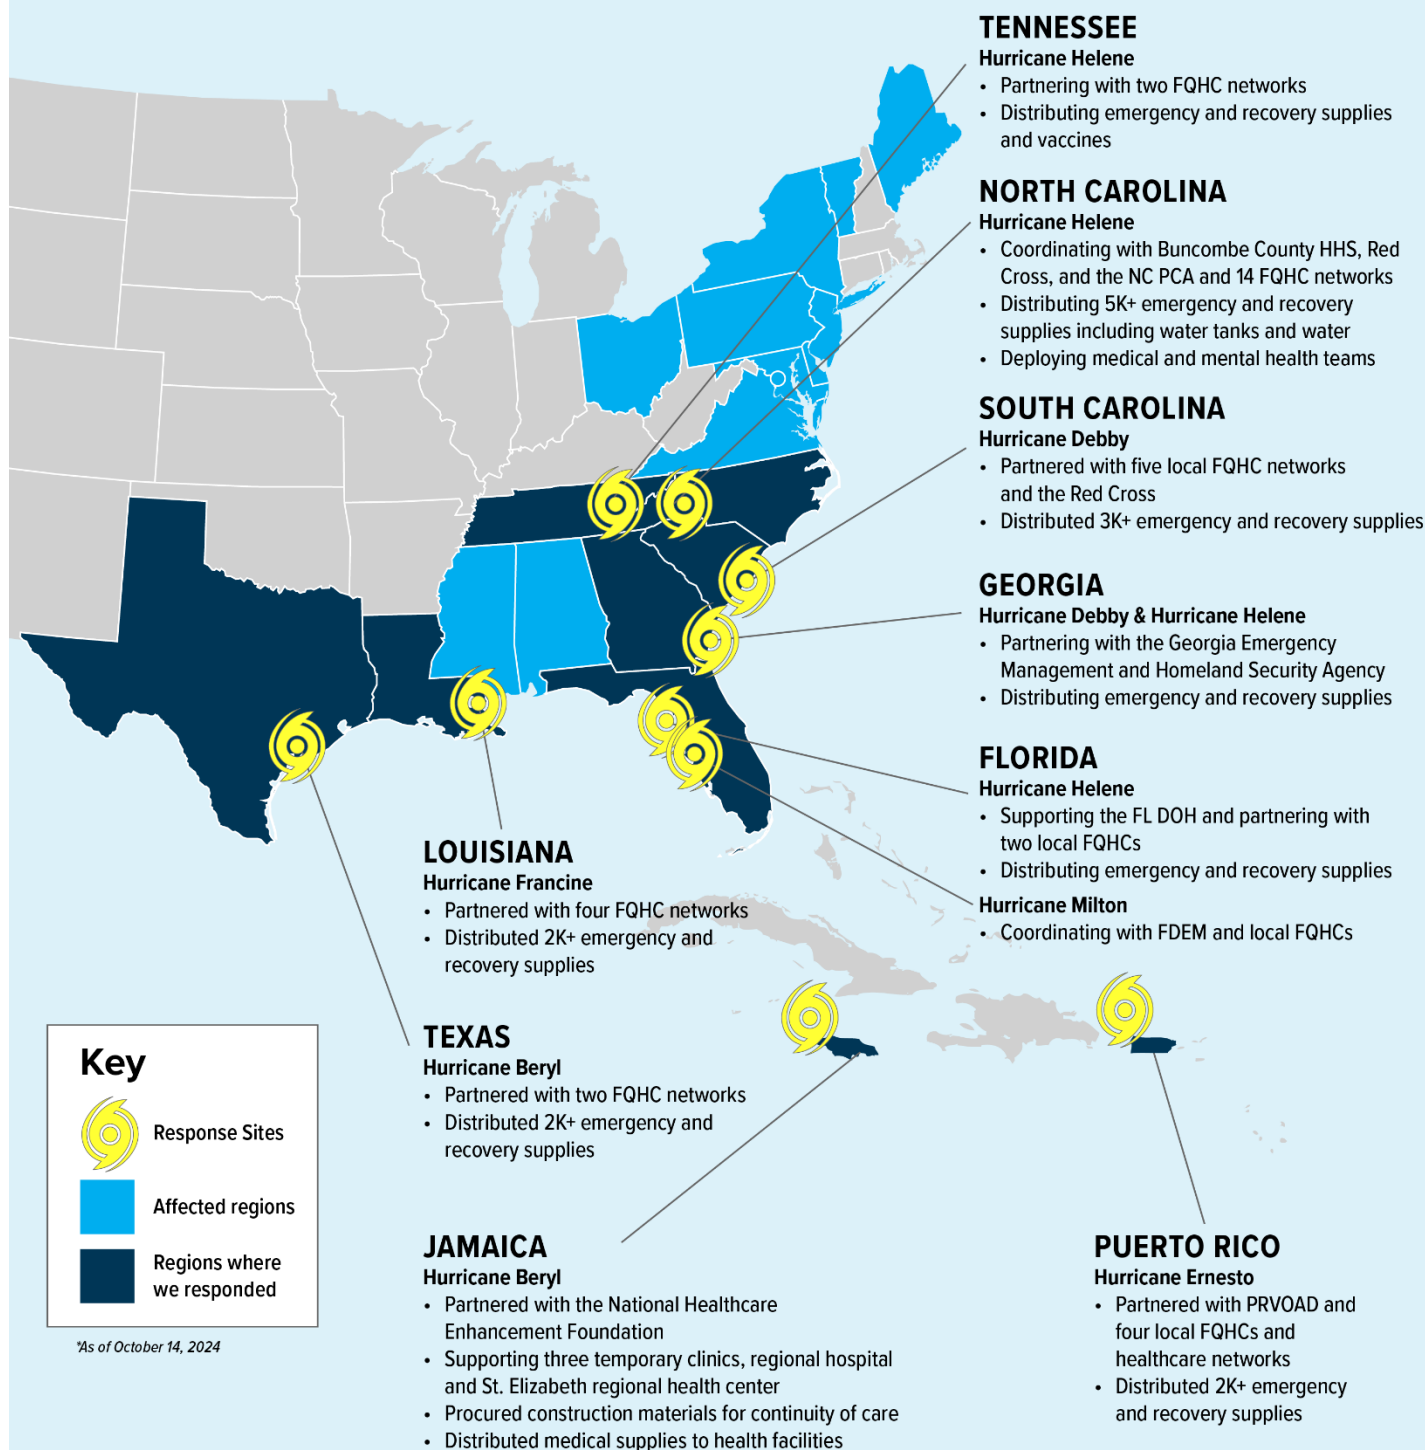 TENNESSEE
Hurricane Helene
• Partnering with two FQHC networks
• Distributing emergency and recovery supplies
and vaccines
NORTH CAROLINA
Hurricane Helene
• Coordinating with Buncombe County HHS, Red
Cross, and the NC PCA and 14 FQHC networks
• Distributing 5K+ emergency and recovery
supplies including water tanks and water
• Deploying medical and mental health teams
SOUTH CAROLINA
Hurricane Debby
• Partnered with five local FQHC networks
and the Red Cross
• Distributed 3K+ emergency and recovery supplies
GEORGIA
Hurricane Debby & Hurricane Helene
• Partnering with the Georgia Emergency
Management and Homeland Security Agency
• Distributing emergency and recovery supplies
FLORIDA
Hurricane Helene
• Supporting the FL DOH and partnering with
two local FQHCs
• Distributing emergency and recovery supplies
Hurricane Milton
• Coordinating with FDEM and local FQHCs
LOUISIANA
Hurricane Francine
• Partnered with four FQHC networks
• Distributed 2K+ emergency and
recovery supplies
TEXAS
Hurricane Beryl
• Partnered with two FQHC networks
• Distributed 2K+ emergency and
recovery supplies
Key
Response Sites
Affected regions
Regions where
we responded
*As of October 14, 2024
JAMAICA
Hurricane Beryl
• Partnered with the National Healthcare
Enhancement Foundation
• Supporting three temporary clinics, regional hospital
and St. Elizabeth regional health center
• Procured construction materials for continuity of care
• Distributed medical supplies to health facilities
PUERTO RICO
Hurricane Ernesto
• Partnered with PRVOAD and
four local FQHCs and
healthcare networks
• Distributed 2K+ emergency
and recovery supplies